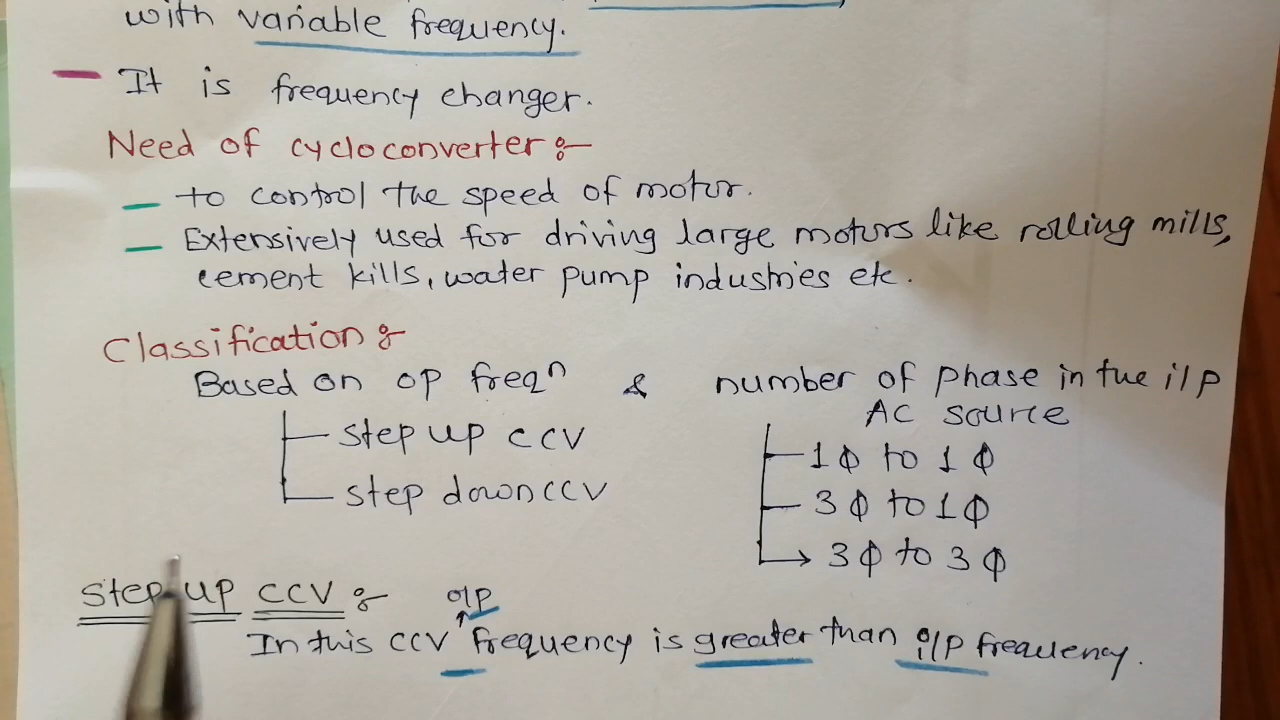 with variable frequency.
It is frequency changer.
Need of cycloconverter :-
to control the speed of motor.
Extensively used for driving large motors like rolling mills,
cement kills, water pump industries etc.
Classification :-
Based on op freqn & number of phase in the i/p
AC source
step up ccv
step down ccv
1ϕ to 1ϕ
3ϕ to 1ϕ
3ϕ to 3ϕ
Step up CCV :-
o/p
In this CCV frequency is greater than i/p frequency.